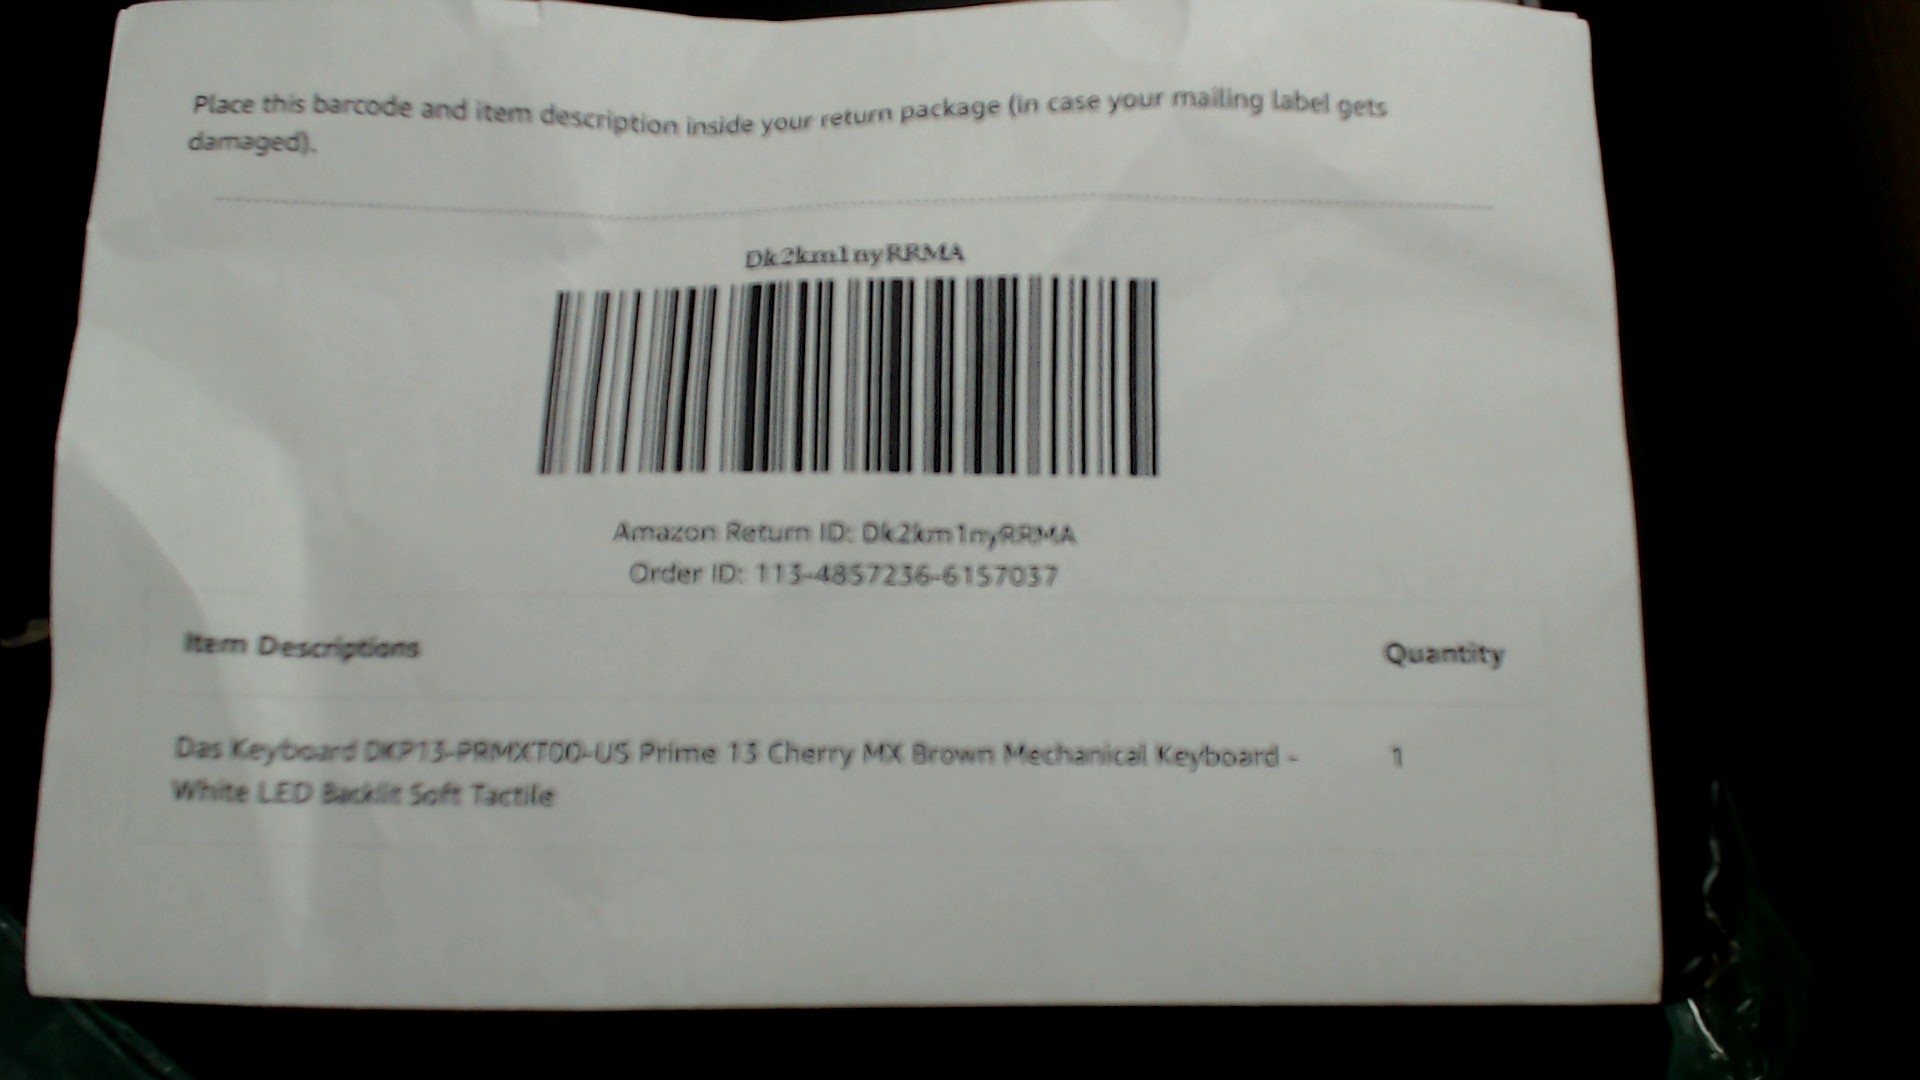 Place this barcode and item description inside your return package (in case your mailing label gets
damaged).
Dk2km1nyRRMA
Amazon Return ID: Dk2km1nyRRMA
Order ID: 113-4857236-6157037
Item Descriptions Quantity
Das Keyboard DKP13-PRMXT00-US Prime 13 Cherry MX Brown Mechanical Keyboard - 1
White LED Backlit Soft Tactile